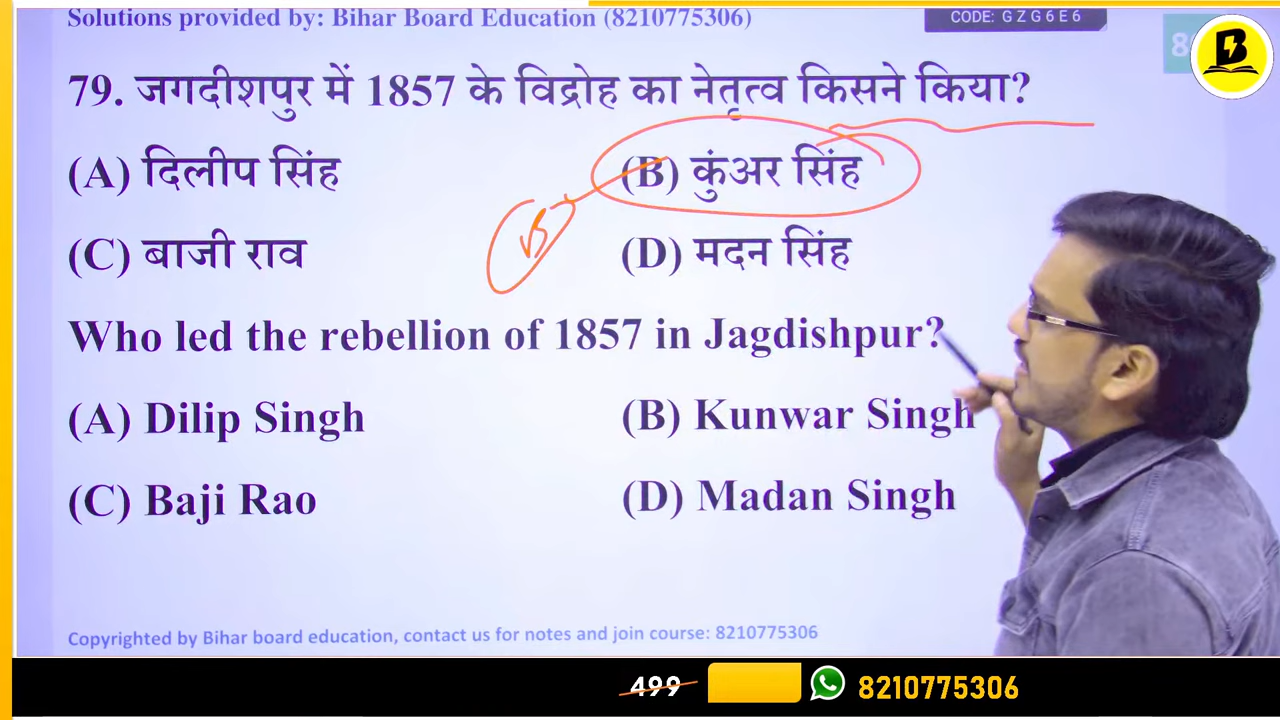 Solutions provided by: Bihar Board Education (8210775306)
CODE: GZG6E6
B
79. जगदीशपुर में 1857 के विद्रोह का नेतृत्व किसने किया?
(A) दिलीप सिंह (B) कुंअर सिंह
B
(C) बाजी राव (D) मदन सिंह
Who led the rebellion of 1857 in Jagdishpur?
(A) Dilip Singh (B) Kunwar Singh
(C) Baji Rao (D) Madan Singh
Copyrighted by Bihar board education, contact us for notes and join course: 8210775306
499 8210775306